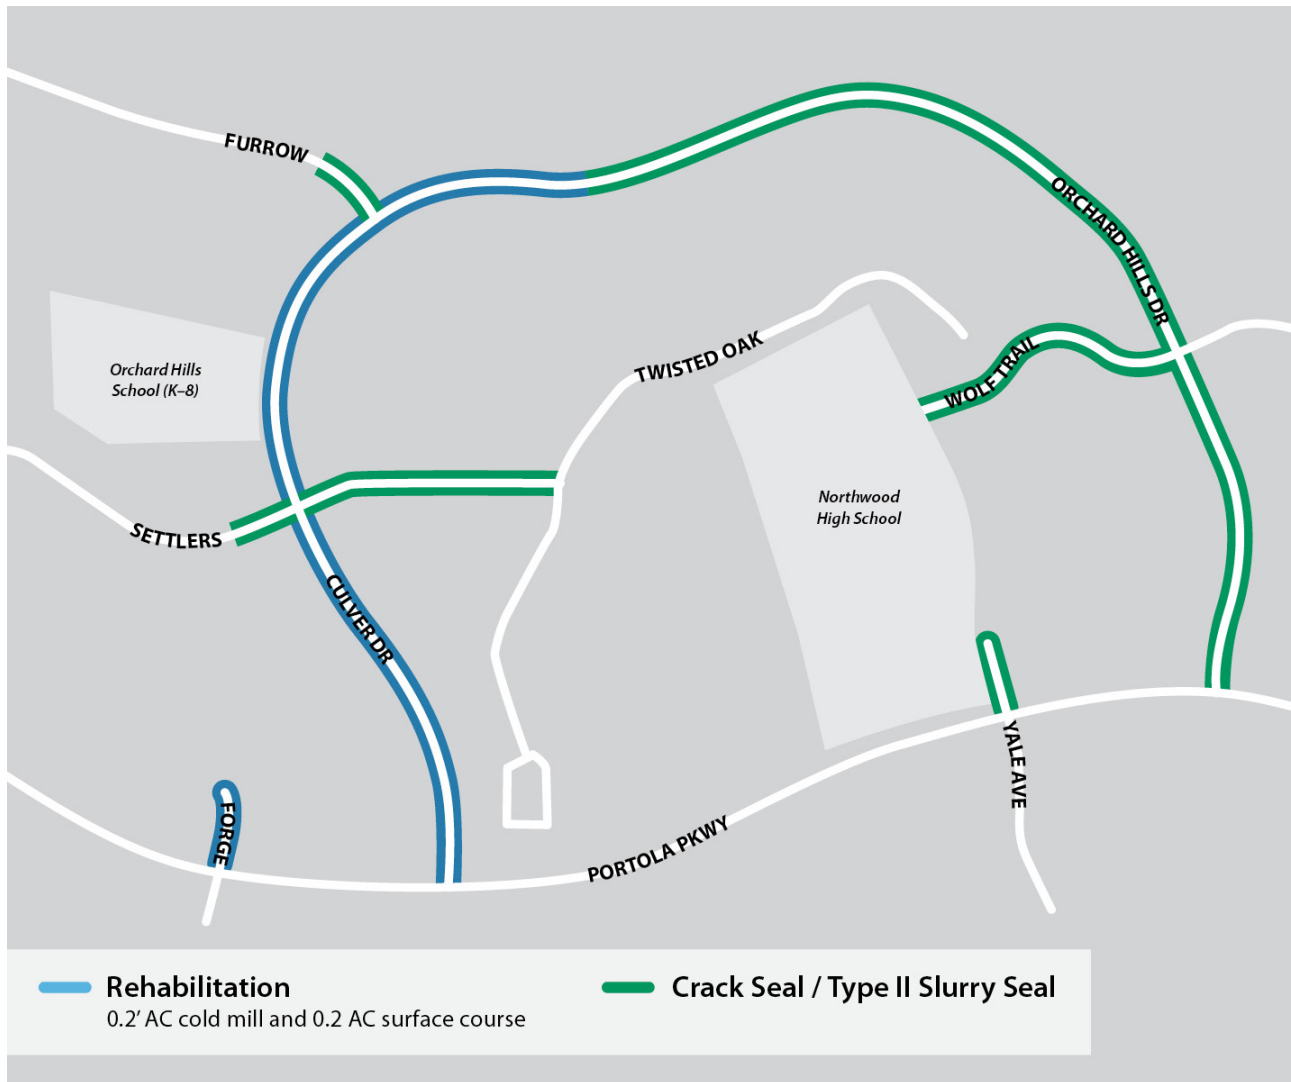 FURROW
ORCHARD HILLS DR
TWISTED OAK
WOLF TRAIL
Orchard Hills
School (K–8)
Northwood
High School
SETTLERS
CULVER DR
YALE AVE
FORGE
PORTOLA PKWY
Rehabilitation
0.2’ AC cold mill and 0.2 AC surface course
Crack Seal / Type II Slurry Seal